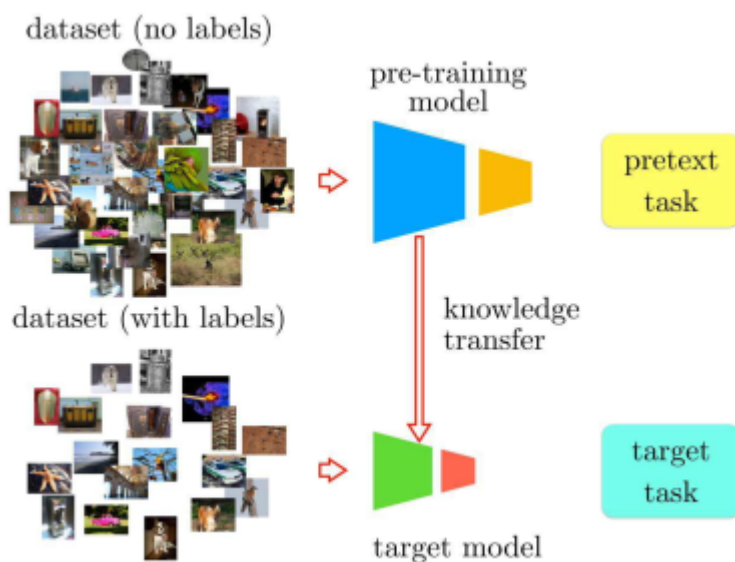 dataset (no labels)
pre-training
model
pretext
task
dataset (with labels)
knowledge
transfer
target
task
target model